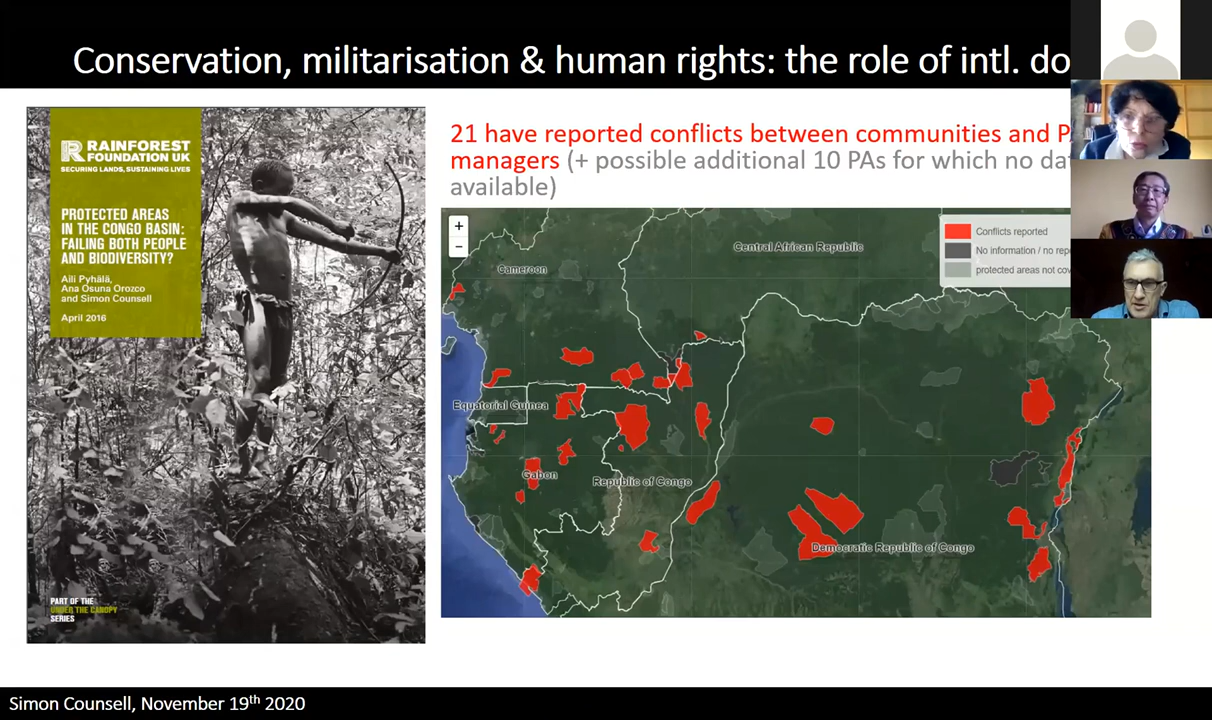 Conservation, militarisation & human rights: the role of intl. do
RAINFOREST
FOUNDATION UK
SECURING LANDS, SUSTAINING LIVES
PROTECTED AREAS
IN THE CONGO BASIN:
FAILING BOTH PEOPLE
AND BIODIVERSITY?
Aili Pyhälä,
Ana Osuna Orozco
and Simon Counsell
April 2016
PART OF THE
UNDER THE CANOPY
SERIES
21 have reported conflicts between communities and P
managers (+ possible additional 10 PAs for which no da
available)
+
−
Conflicts reported
No information / no rep
protected areas not cov
Central African Republic
Cameroon
Equatorial Guinea
Gabon
Republic of Congo
Democratic Republic of Congo
Simon Counsell, November 19th 2020